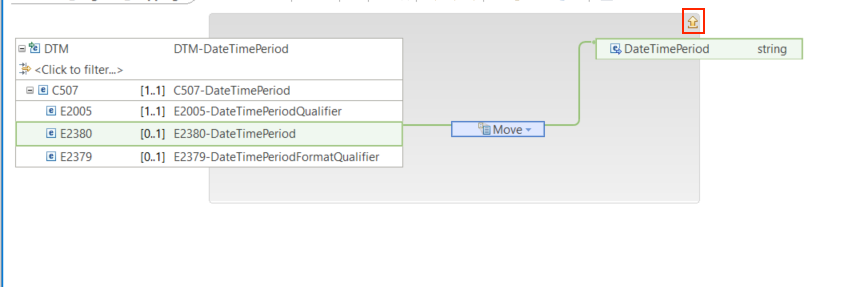 DTM DTM-DateTimePeriod
DateTimePeriod string
<Click to filter...>
C507 [1..1] C507-DateTimePeriod
E2005 [1..1] E2005-DateTimePeriodQualifier
E2380 [0..1] E2380-DateTimePeriod
Move
E2379 [0..1] E2379-DateTimePeriodFormatQualifier